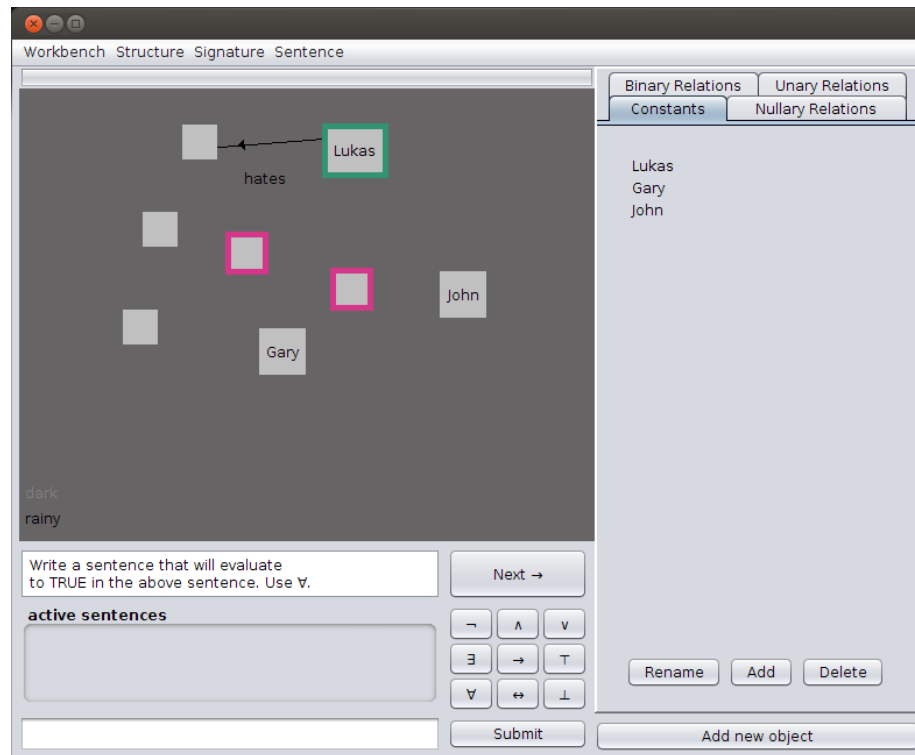 Workbench Structure Signature Sentence
Binary Relations Unary Relations
Constants Nullary Relations
Lukas
hates
John
Gary
dark
rainy
Lukas
Gary
John
Write a sentence that will evaluate
to TRUE in the above sentence. Use ∀.
Next →
active sentences
¬ ∧ ∨
∃ → ⊤
∀ ↔ ⊥
Submit
Rename Add Delete
Add new object